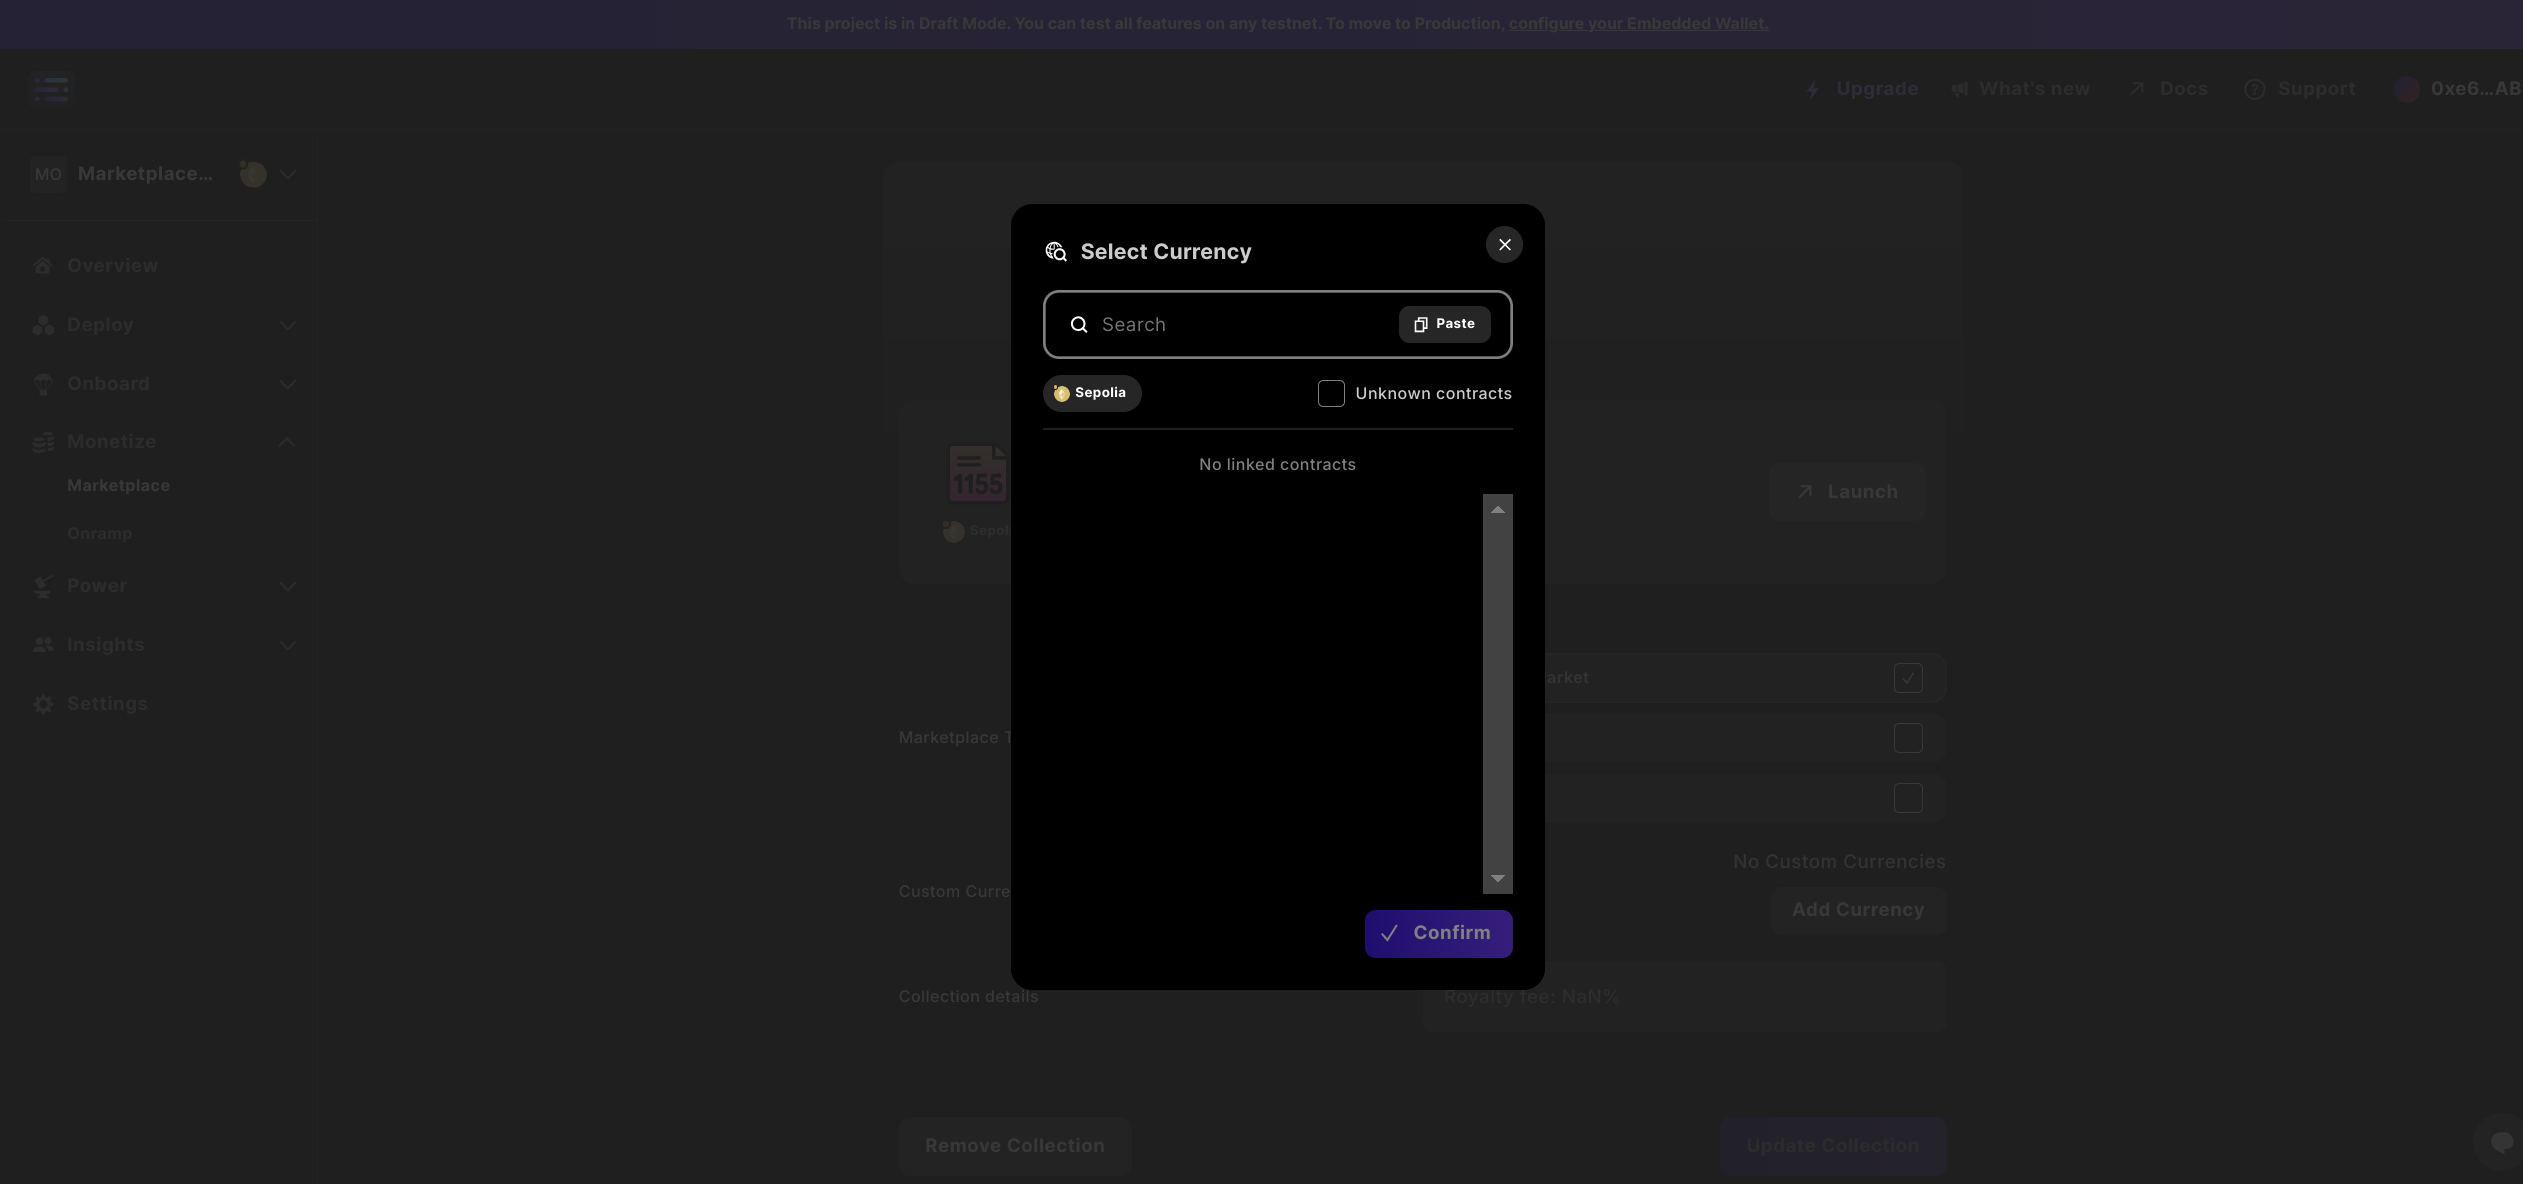 This project is in Draft Mode. You can test all features on any testnet. To move to Production, configure your Embedded Wallet.
Upgrade
What's new
Docs
Support
0xe6...AB
MO
Marketplace...
Overview
Deploy
Onboard
Monetize
Marketplace
Onramp
Power
Insights
Settings
Select Currency
Search
Paste
Sepolia
Unknown contracts
No linked contracts
Confirm
1155
Sepoli
Launch
arket
Marketplace T
No Custom Currencies
Custom Curre
Add Currency
Collection details
Royalty fee: NaN%
Remove Collection
Update Collection